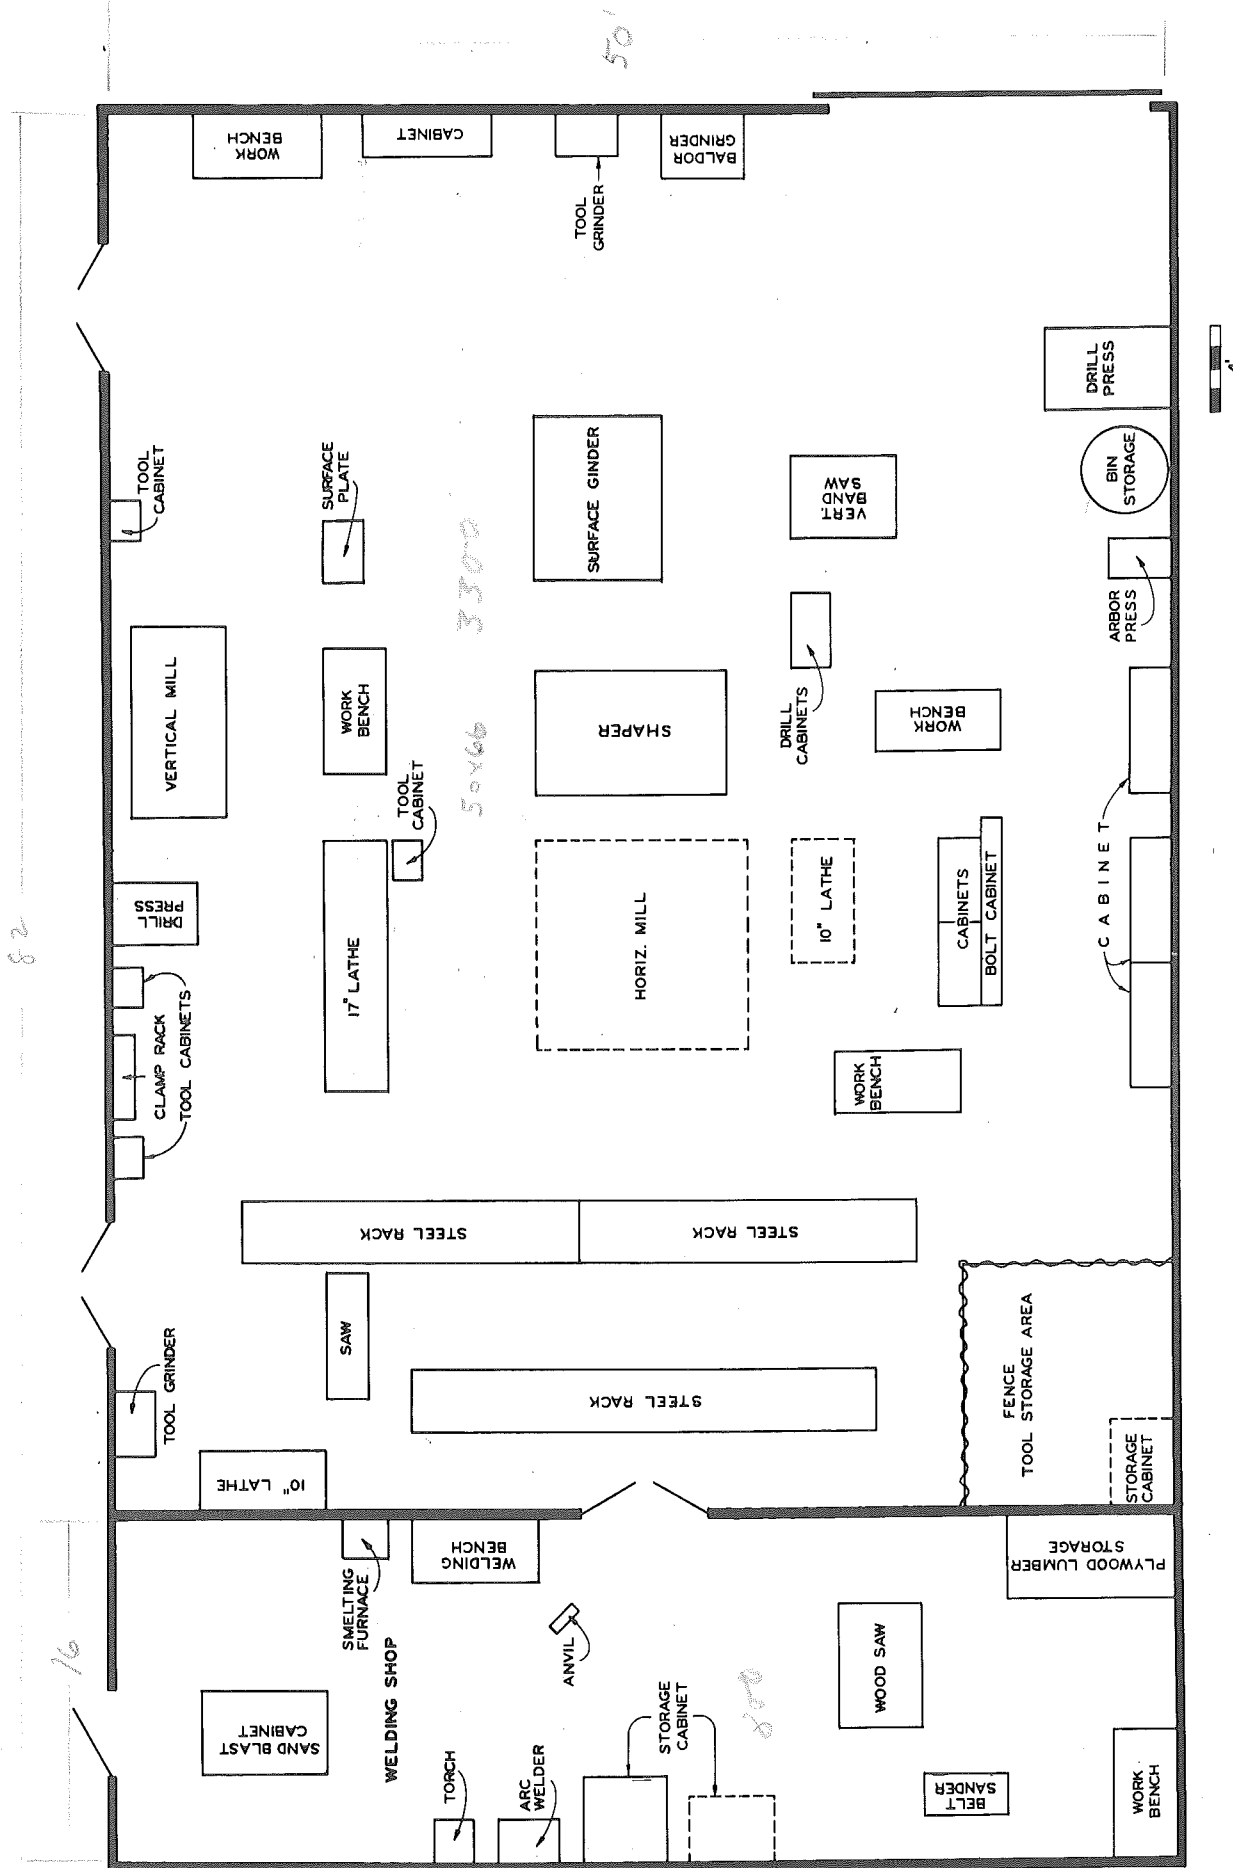 50'
82
WORK
BENCH
CABINET
TOOL
GRINDER
BALDOR
GRINDER
TOOL
CABINET
SURFACE
PLATE
SURFACE GINDER
VERT.
BAND
SAW
DRILL
PRESS
BIN
STORAGE
ARBOR
PRESS
VERTICAL MILL
WORK
BENCH
TOOL
CABINET
50x66 3300
SHAPER
DRILL
CABINETS
WORK
BENCH
DRILL
PRESS
CLAMP RACK
TOOL CABINETS
17" LATHE
HORIZ. MILL
10" LATHE
CABINETS
BOLT CABINET
CABINET
WORK
BENCH
STEEL RACK
STEEL RACK
SAW
STEEL RACK
TOOL GRINDER
10" LATHE
FENCE
TOOL STORAGE AREA
STORAGE
CABINET
16
SMELTING
FURNACE
WELDING
BENCH
PLYWOOD LUMBER
STORAGE
WELDING SHOP
SAND BLAST
CABINET
ANVIL
WOOD SAW
STORAGE
CABINET
800
TORCH
ARC
WELDER
BELT
SANDER
WORK
BENCH